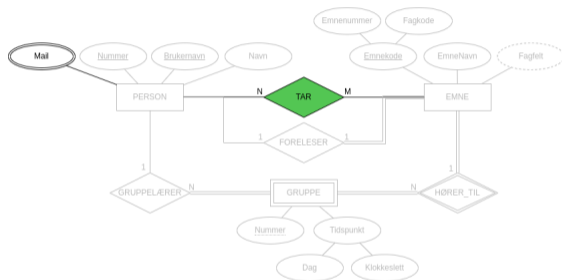 Emnenummer Fagkode
Mail Nummer Brukernavn Navn Emnekode EmneNavn Fagfelt
PERSON N TAR M EMNE
1 FORELESER 1
1 1
GRUPPELÆRER N GRUPPE N HØRER_TIL
Nummer Tidspunkt
Dag Klokkeslett